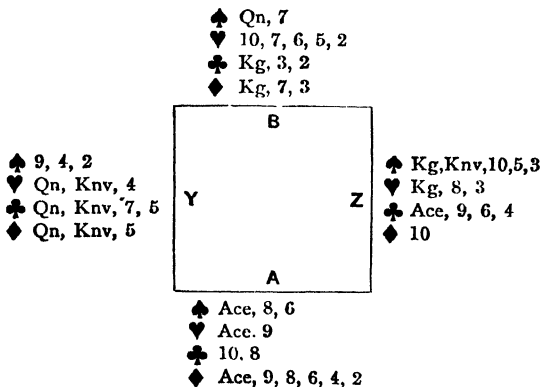 ♠ Qn, 7
♥ 10, 7, 6, 5, 2
♣ Kg, 3, 2
♦ Kg, 7, 3
B
♠ 9, 4, 2
♥ Qn, Knv, 4
♣ Qn, Knv, 7, 5
♦ Qn, Knv, 5
Y
Z
♠ Kg, Knv, 10, 5, 3
♥ Kg, 8, 3
♣ Ace, 9, 6, 4
♦ 10
A
♠ Ace, 8, 6
♥ Ace. 9
♣ 10, 8
♦ Ace, 9, 8, 6, 4, 2